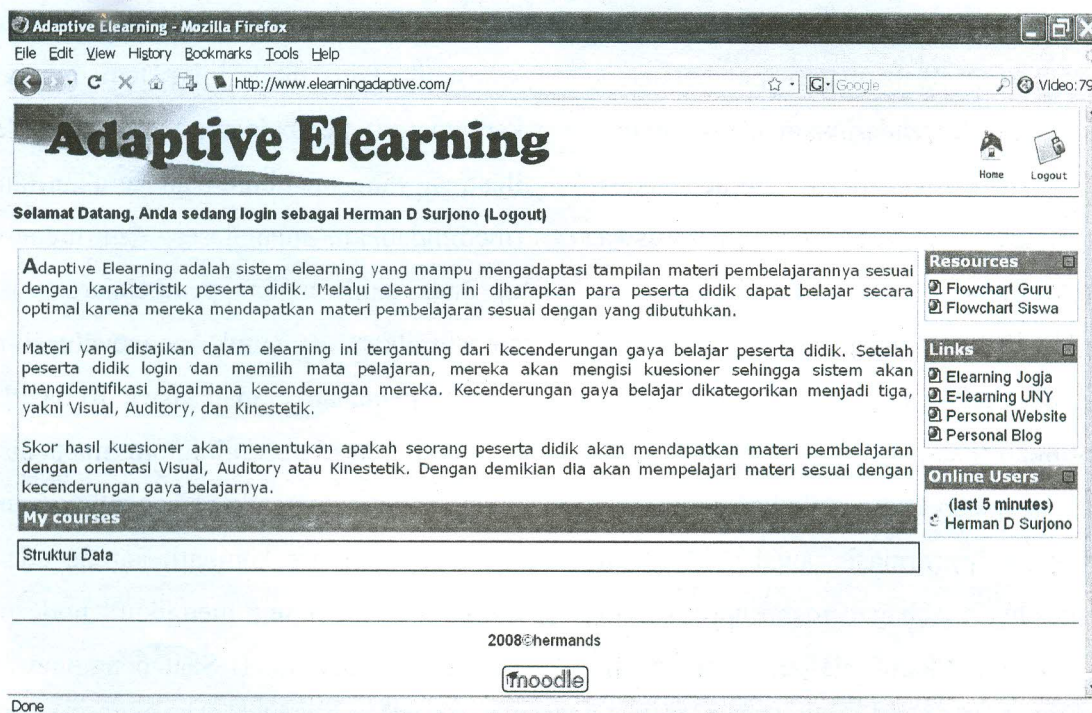 Adaptive Elearning - Mozilla Firefox
File Edit View History Bookmarks Tools Help
http://www.elearningadaptive.com/
Google
Video:79
Adaptive Elearning
Home
Logout
Selamat Datang, Anda sedang login sebagai Herman D Surjono (Logout)
Adaptive Elearning adalah sistem elearning yang mampu mengadaptasi tampilan materi pembelajarannya sesuai
dengan karakteristik peserta didik. Melalui elearning ini diharapkan para peserta didik dapat belajar secara
optimal karena mereka mendapatkan materi pembelajaran sesuai dengan yang dibutuhkan.
Materi yang disajikan dalam elearning ini tergantung dari kecenderungan gaya belajar peserta didik. Setelah
peserta didik login dan memilih mata pelajaran, mereka akan mengisi kuesioner sehingga sistem akan
mengidentifikasi bagaimana kecenderungan mereka. Kecenderungan gaya belajar dikategorikan menjadi tiga,
yakni Visual, Auditory, dan Kinestetik.
Skor hasil kuesioner akan menentukan apakah seorang peserta didik akan mendapatkan materi pembelajaran
dengan orientasi Visual, Auditory atau Kinestetik. Dengan demikian dia akan mempelajari materi sesuai dengan
kecenderungan gaya belajarnya.
My courses
Struktur Data
Resources
Flowchart Guru
Flowchart Siswa
Links
Elearning Jogja
E-learning UNY
Personal Website
Personal Blog
Online Users
(last 5 minutes)
Herman D Surjono
2008©hermands
moodle
Done